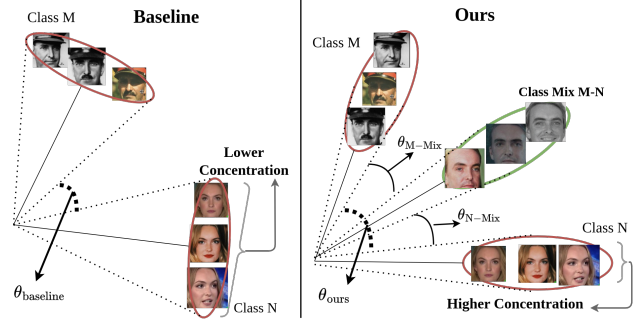 Baseline
Class M
Lower
Concentration
θbaseline
Class N
Ours
Class M
Class Mix M-N
θM−Mix
θN−Mix
Class N
θours
Higher Concentration